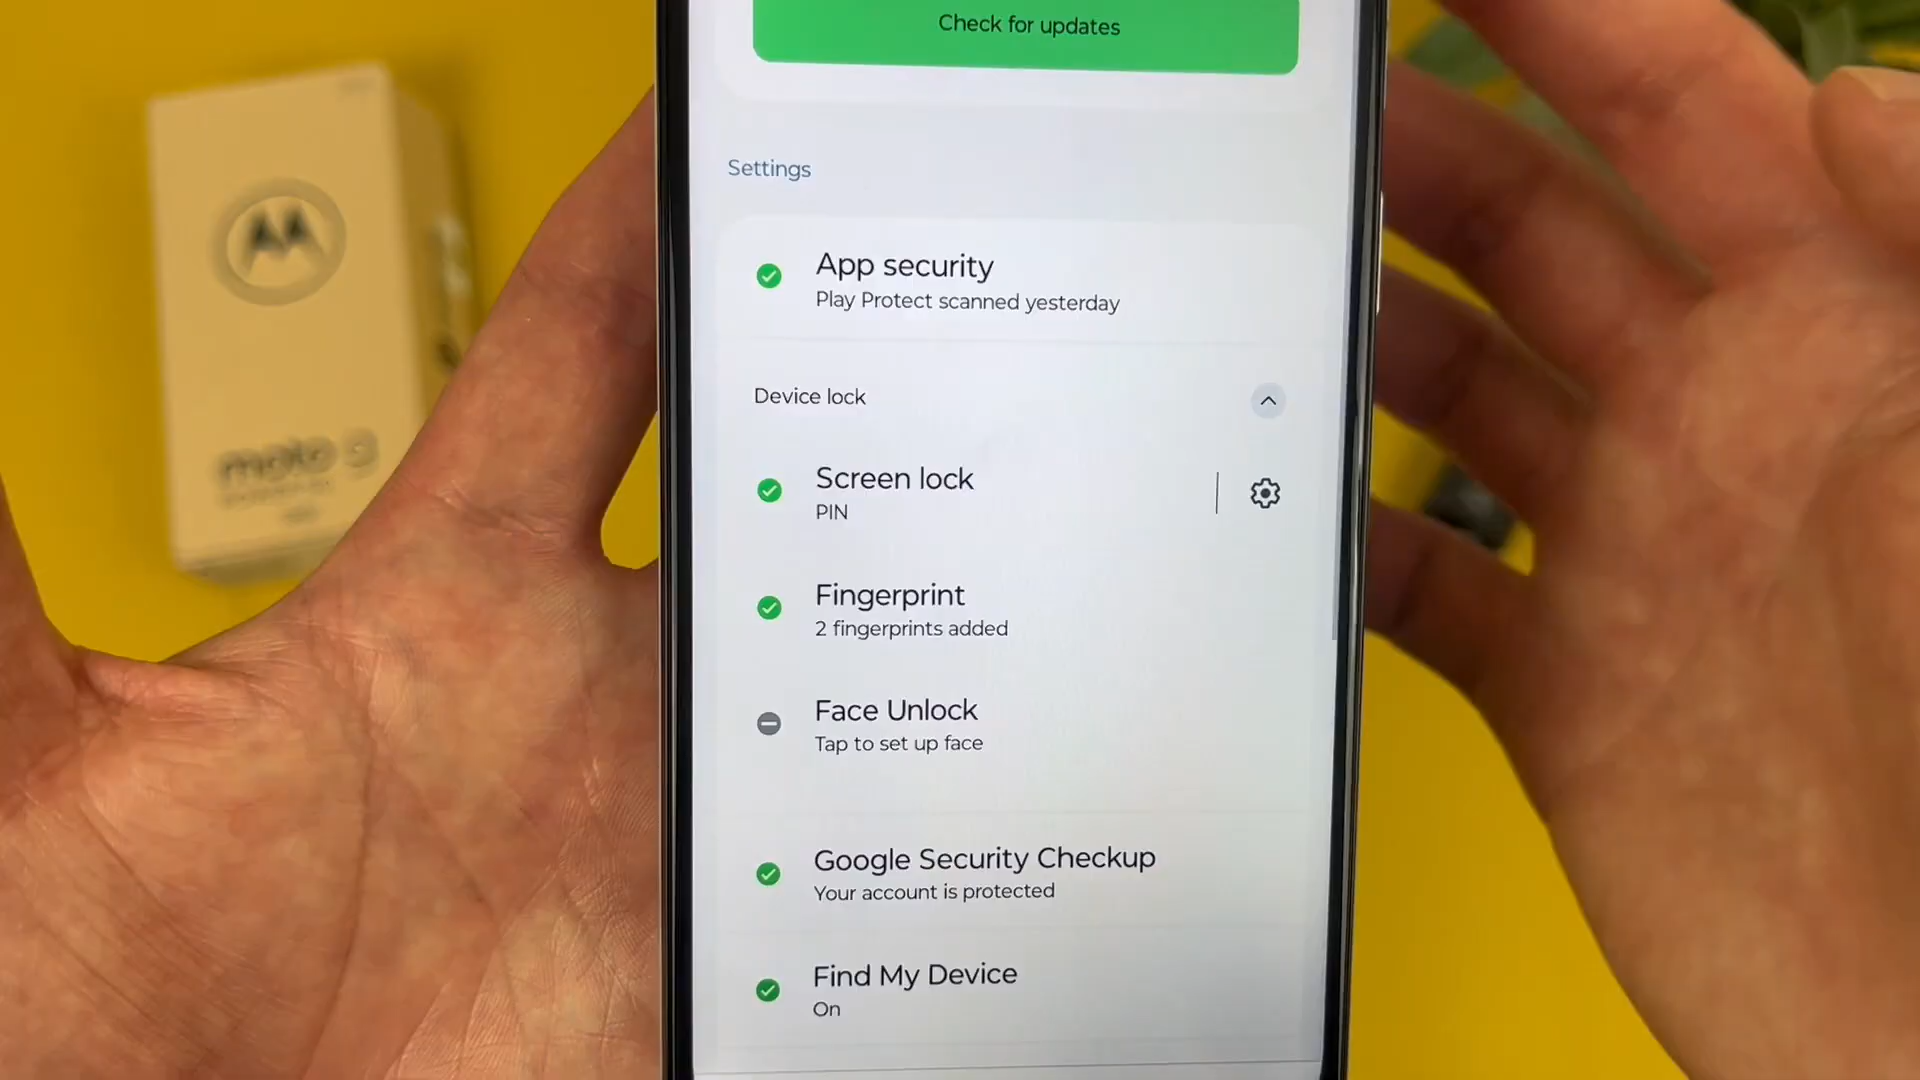 Check for updates
Settings
App security
Play Protect scanned yesterday
Device lock
Screen lock
PIN
Fingerprint
2 fingerprints added
Face Unlock
Tap to set up face
Google Security Checkup
Your account is protected
Find My Device
On
moto g